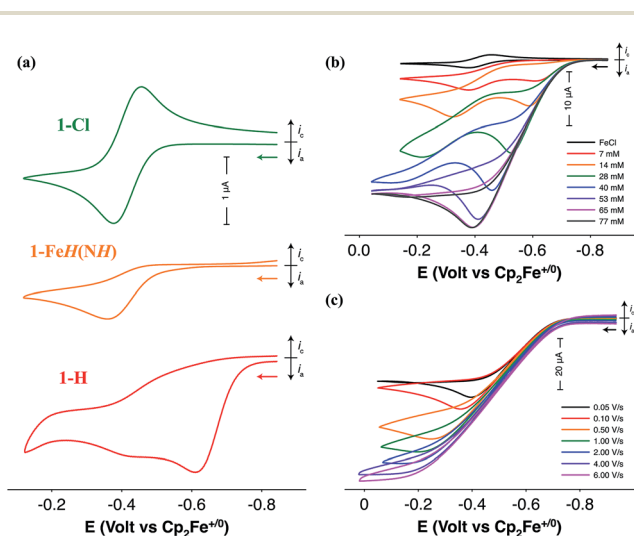 (a)
1-Cl
i_c
i_a
1 µA
1-FeH(NH)
i_c
i_a
1-H
i_c
i_a
-0.2 -0.4 -0.6 -0.8
E (Volt vs Cp₂Fe⁺ᐟ⁰)
(b)
i_c
i_a
10 µA
FeCl
7 mM
14 mM
28 mM
40 mM
53 mM
65 mM
77 mM
0.0 -0.2 -0.4 -0.6 -0.8
E (Volt vs Cp₂Fe⁺ᐟ⁰)
(c)
i_c
i_a
20 µA
0.05 V/s
0.10 V/s
0.50 V/s
1.00 V/s
2.00 V/s
4.00 V/s
6.00 V/s
0 -0.2 -0.4 -0.6 -0.8
E (Volt vs Cp₂Fe⁺ᐟ⁰)